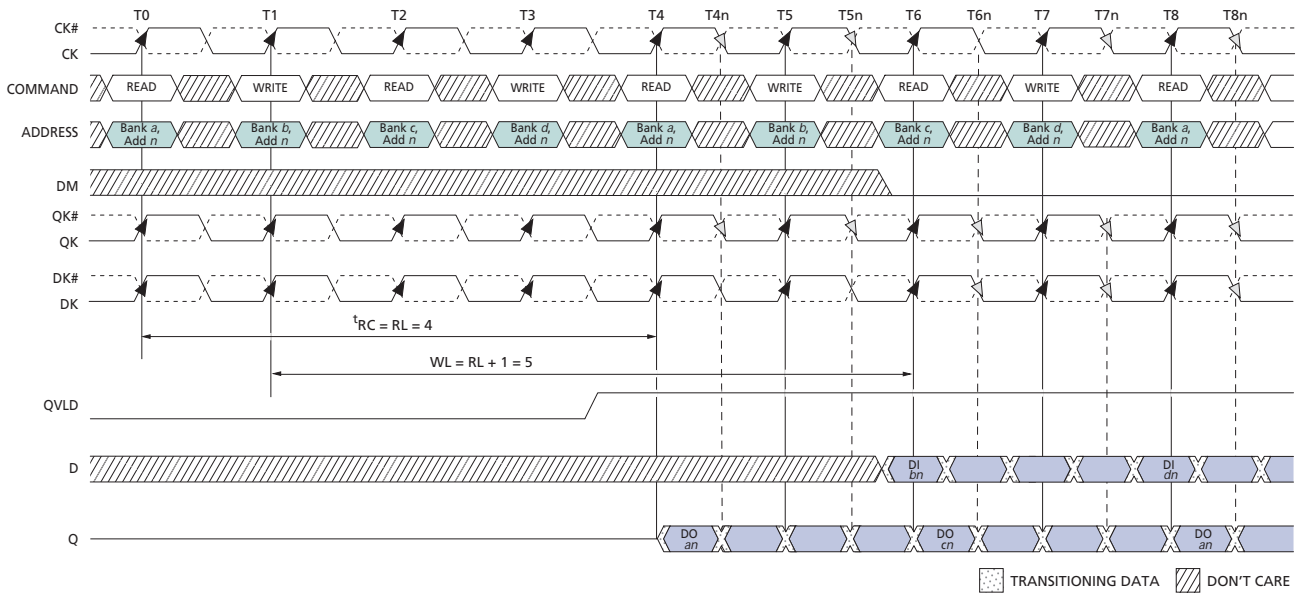 T0 T1 T2 T3 T4 T4n T5 T5n T6 T6n T7 T7n T8 T8n
CK#
CK
COMMAND READ WRITE READ WRITE READ WRITE READ WRITE READ
ADDRESS Bank a, Bank b, Bank c, Bank d, Bank a, Bank b, Bank c, Bank d, Bank a,
Add n Add n Add n Add n Add n Add n Add n Add n Add n
DM
QK#
QK
DK#
DK
tRC = RL = 4
WL = RL + 1 = 5
QVLD
D DI DI
bn dn
Q DO DO DO
an cn an
TRANSITIONING DATA DON'T CARE